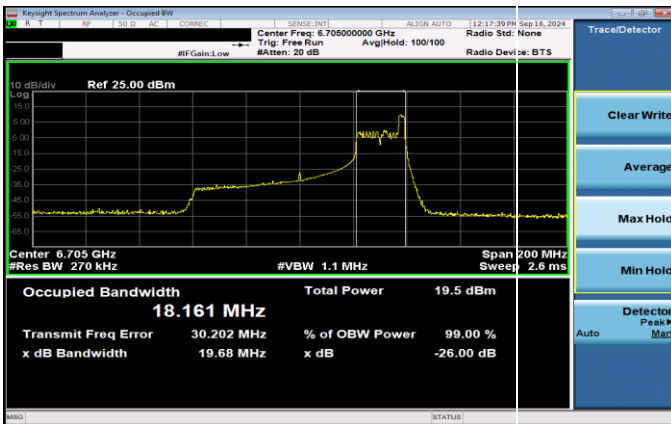 Keysight Spectrum Analyzer - Occupied BW
R T RF 50 Ω AC CORREC SENSE:INT ALIGN AUTO 12:17:39 PM Sep 16, 2024
Center Freq: 6.705000000 GHz Radio Std: None
Trig: Free Run Avg|Hold: 100/100
#IFGain:Low #Atten: 20 dB Radio Device: BTS
Trace/Detector
10 dB/div Ref 25.00 dBm
Log
15.0
5.00
-5.00
-15.0
-25.0
-35.0
-45.0
-55.0
-65.0
Center 6.705 GHz Span 200 MHz
#Res BW 270 kHz #VBW 1.1 MHz Sweep 2.6 ms
Occupied Bandwidth Total Power 19.5 dBm
18.161 MHz
Transmit Freq Error 30.202 MHz % of OBW Power 99.00 %
x dB Bandwidth 19.68 MHz x dB -26.00 dB
Clear Write
Average
Max Hold
Min Hold
Detector
Peak
Auto Man
MSG STATUS